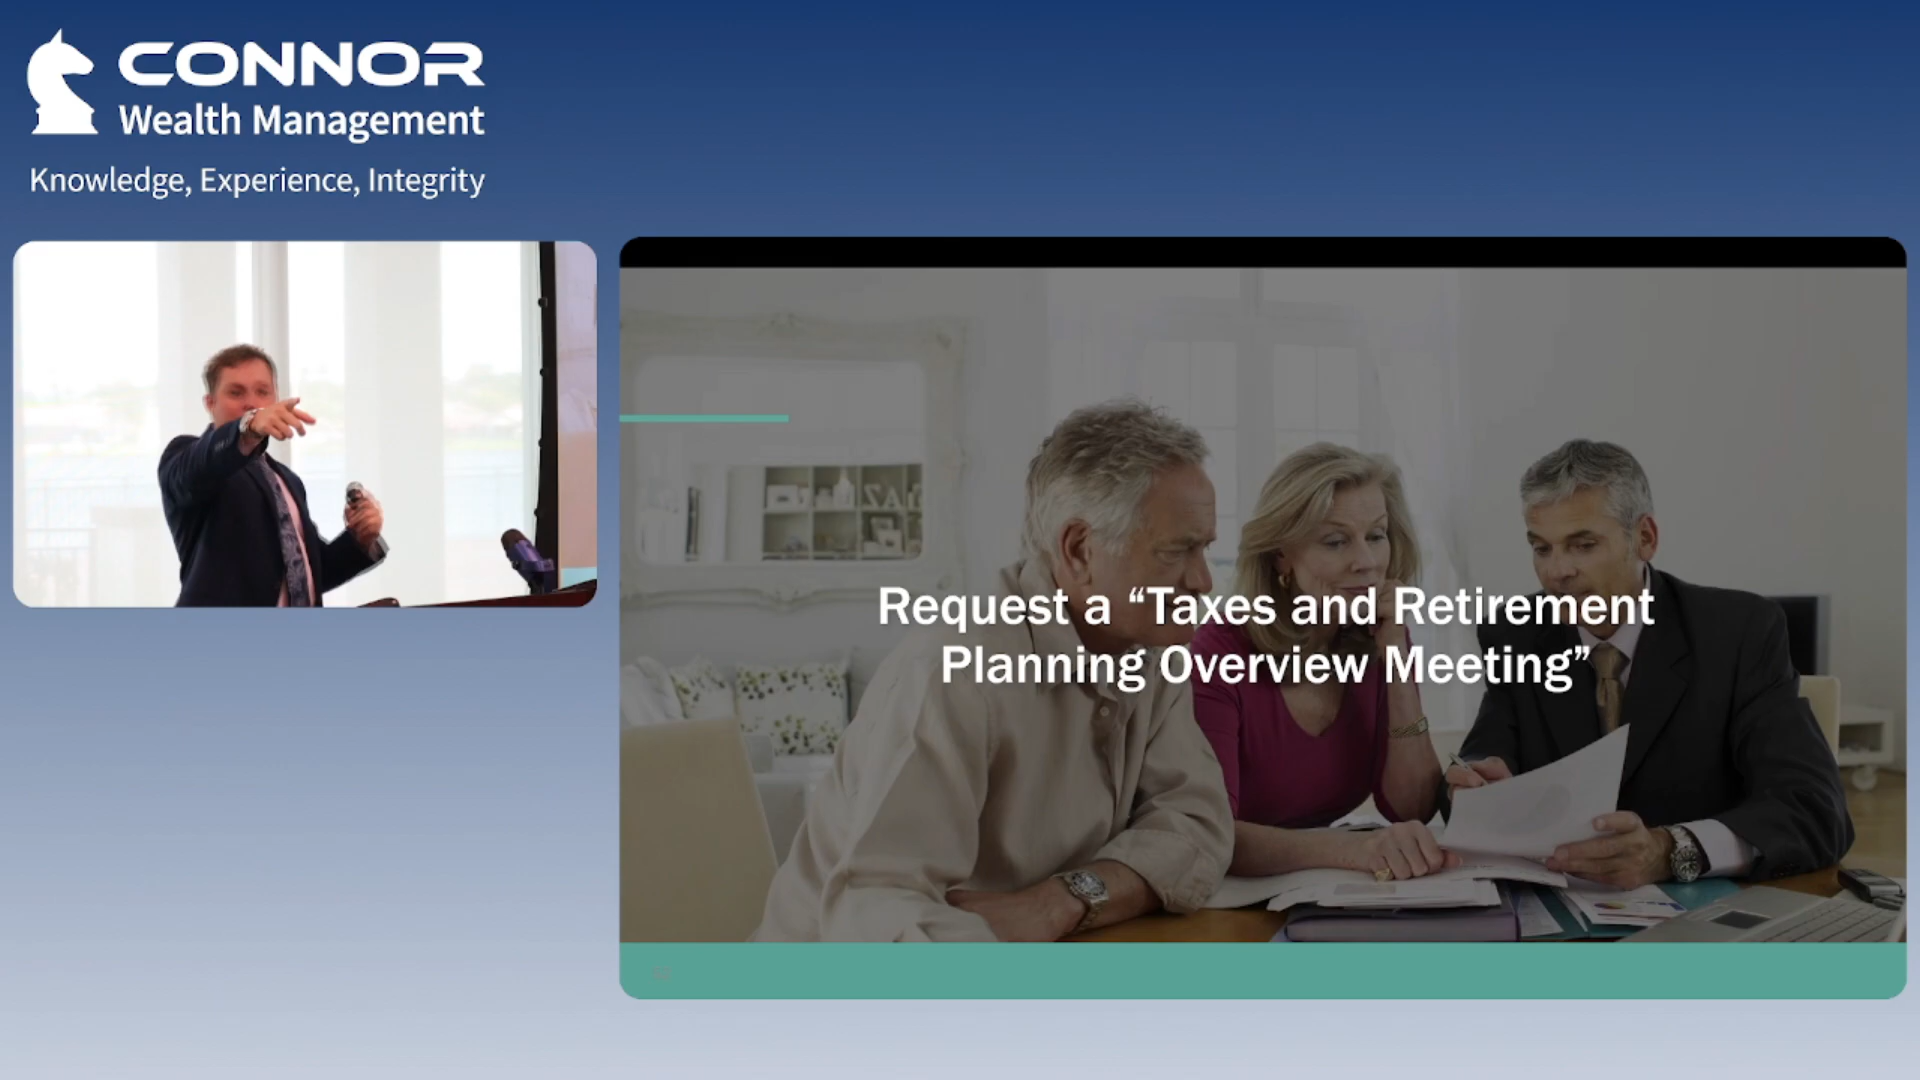 CONNOR
Wealth Management
Knowledge, Experience, Integrity
Request a “Taxes and Retirement
Planning Overview Meeting”